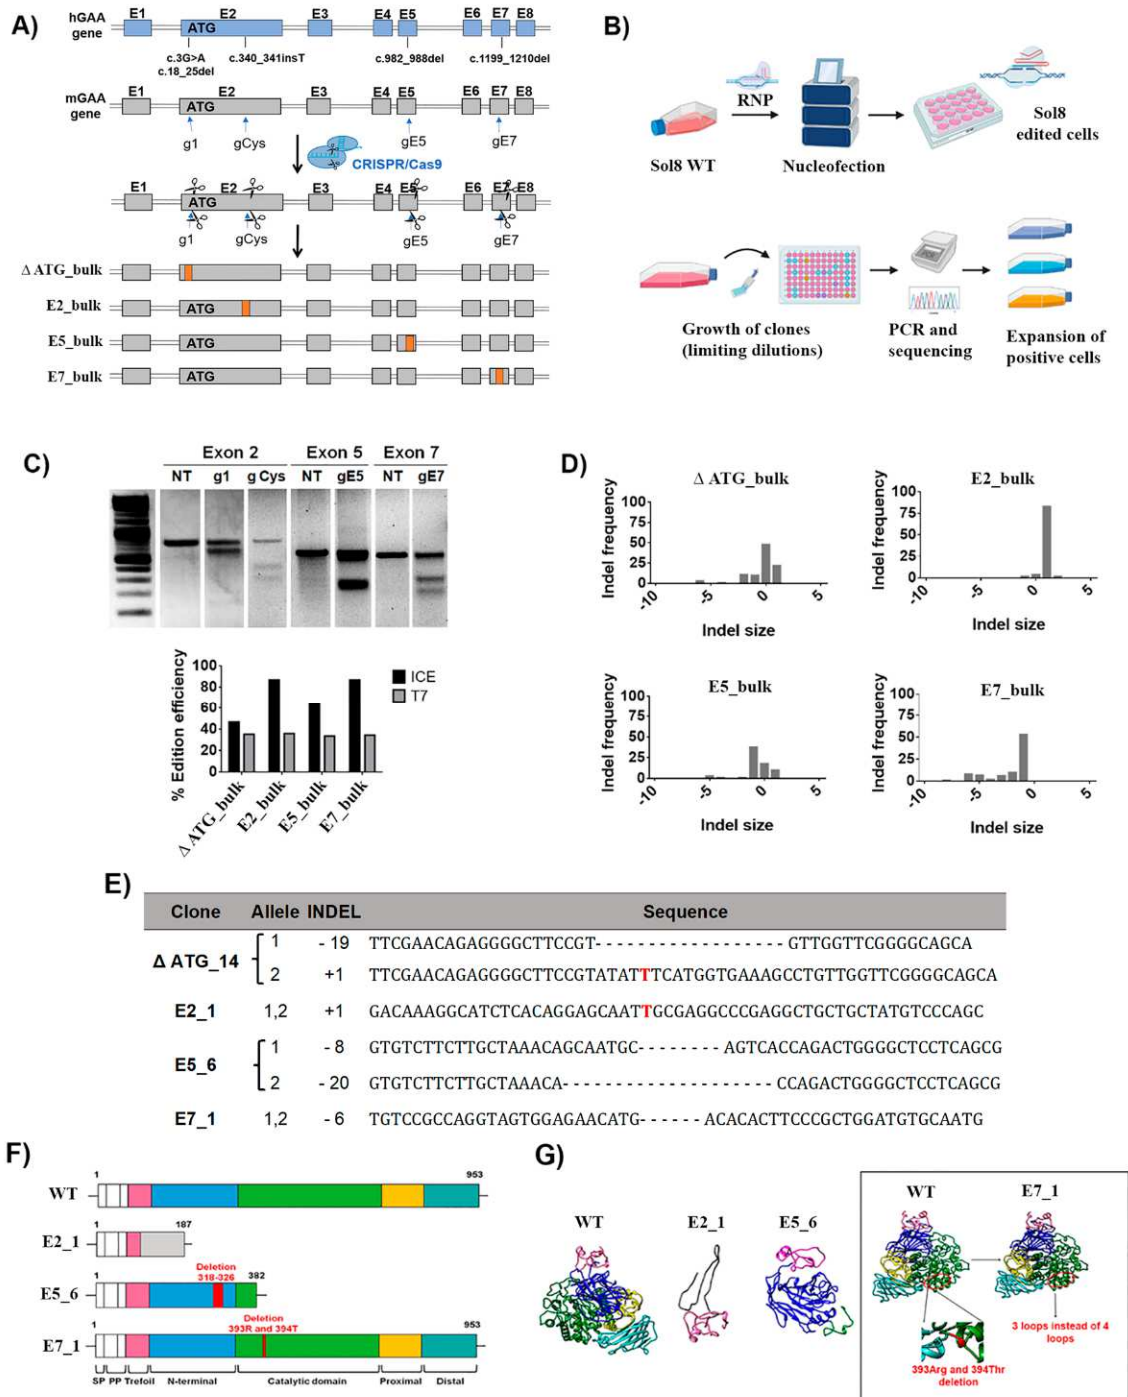 A)
hGAA gene
E1 E2 E3 E4 E5 E6 E7 E8
ATG
c.3G>A
c.18_25del
c.340_341insT
c.982_988del
c.1199_1210del
mGAA gene
E1 E2 E3 E4 E5 E6 E7 E8
ATG
g1 gCys gE5 gE7
CRISPR/Cas9
E1 E2 E3 E4 E5 E6 E7 E8
ATG
g1 gCys gE5 gE7
Δ ATG_bulk
E2_bulk ATG
E5_bulk ATG
E7_bulk ATG
B)
RNP
Sol8 WT
Nucleofection
Sol8
edited cells
Growth of clones
(limiting dilutions)
PCR and
sequencing
Expansion of
positive cells
C)
Exon 2 Exon 5 Exon 7
NT g1 g Cys NT gE5 NT gE7
% Edition efficiency
100
80
60
40
20
0
ICE
T7
Δ ATG_bulk
E2_bulk
E5_bulk
E7_bulk
D)
Δ ATG_bulk
Indel frequency
100
75
50
25
0
-10 -5 0 5
Indel size
E2_bulk
Indel frequency
100
75
50
25
0
-10 -5 0 5
Indel size
E5_bulk
Indel frequency
100
75
50
25
0
-10 -5 0 5
Indel size
E7_bulk
Indel frequency
100
75
50
25
0
-10 -5 0 5
Indel size
E)
Clone Allele INDEL Sequence
Δ ATG_14
1 - 19 TTCGAACAGAGGGGCTTCCGT- - - - - - - - - - - - - - - - - - -GTTGGTTCGGGGCAGCA
2 +1 TTCGAACAGAGGGGCTTCCGTATATTTCATGGTGAAAGCCTGTTGGTTCGGGGCAGCA
E2_1 1,2 +1 GACAAAGGCATCTCACAGGAGCAATTGCGAGGCCCGAGGCTGCTGCTATGTCCCAGC
E5_6
1 - 8 GTGTCTTCTTGCTAAACAGCAATGC- - - - - - - -AGTCACCAGACTGGGGCTCCTCAGCG
2 - 20 GTGTCTTCTTGCTAAACA- - - - - - - - - - - - - - - - - - - -CCAGACTGGGGCTCCTCAGCG
E7_1 1,2 - 6 TGTCCGCCAGGTAGTGGAGAACATG- - - - - -ACACACTTCCCGCTGGATGTGCAATG
F)
1 953
WT
1 187
E2_1
Deletion
318-326
1 382
E5_6
Deletion
393R and 394T
1 953
E7_1
SP PP Trefoil N-terminal Catalytic domain Proximal Distal
G)
WT E2_1 E5_6
WT E7_1
3 loops instead of 4
loops
393Arg and 394Thr
deletion